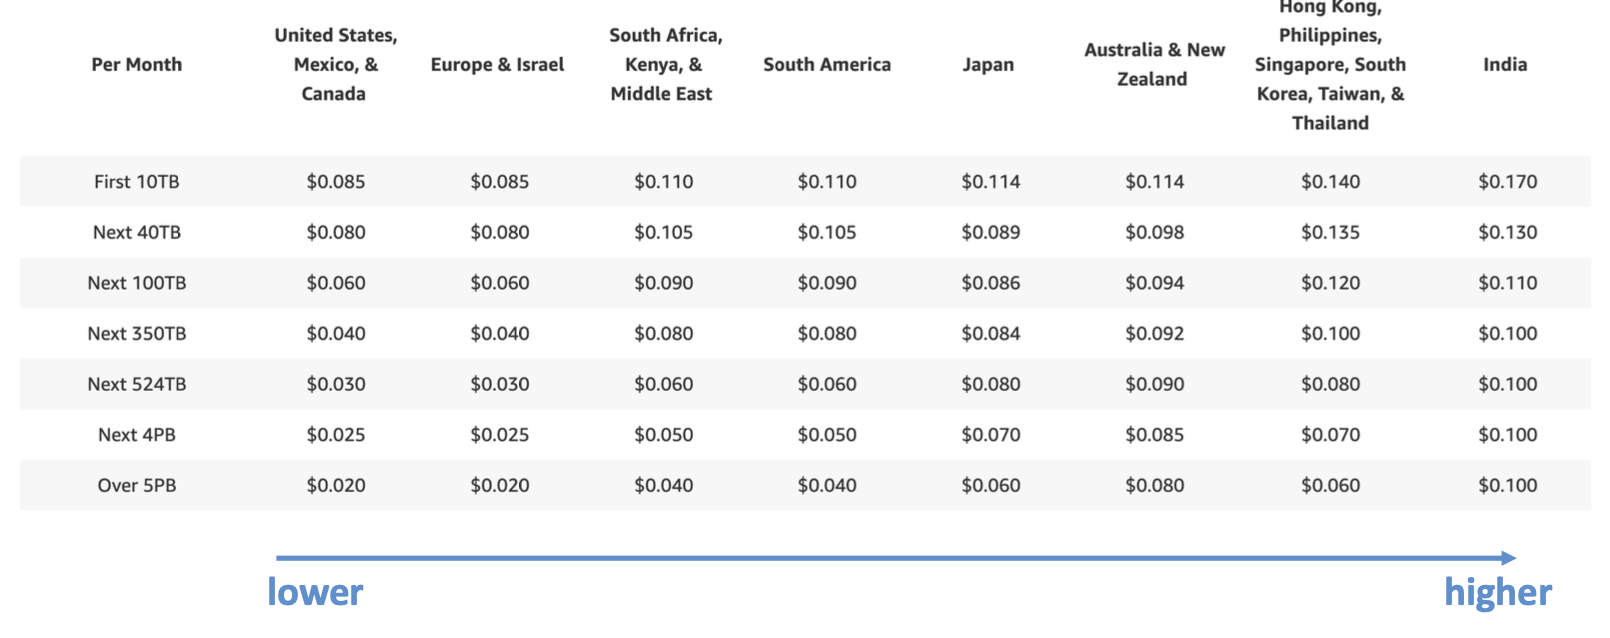 Per Month
United States,
Mexico, &
Canada
Europe & Israel
South Africa,
Kenya, &
Middle East
South America
Japan
Australia & New
Zealand
Hong Kong,
Philippines,
Singapore, South
Korea, Taiwan, &
Thailand
India
First 10TB $0.085 $0.085 $0.110 $0.110 $0.114 $0.114 $0.140 $0.170
Next 40TB $0.080 $0.080 $0.105 $0.105 $0.089 $0.098 $0.135 $0.130
Next 100TB $0.060 $0.060 $0.090 $0.090 $0.086 $0.094 $0.120 $0.110
Next 350TB $0.040 $0.040 $0.080 $0.080 $0.084 $0.092 $0.100 $0.100
Next 524TB $0.030 $0.030 $0.060 $0.060 $0.080 $0.090 $0.080 $0.100
Next 4PB $0.025 $0.025 $0.050 $0.050 $0.070 $0.085 $0.070 $0.100
Over 5PB $0.020 $0.020 $0.040 $0.040 $0.060 $0.080 $0.060 $0.100
lower higher